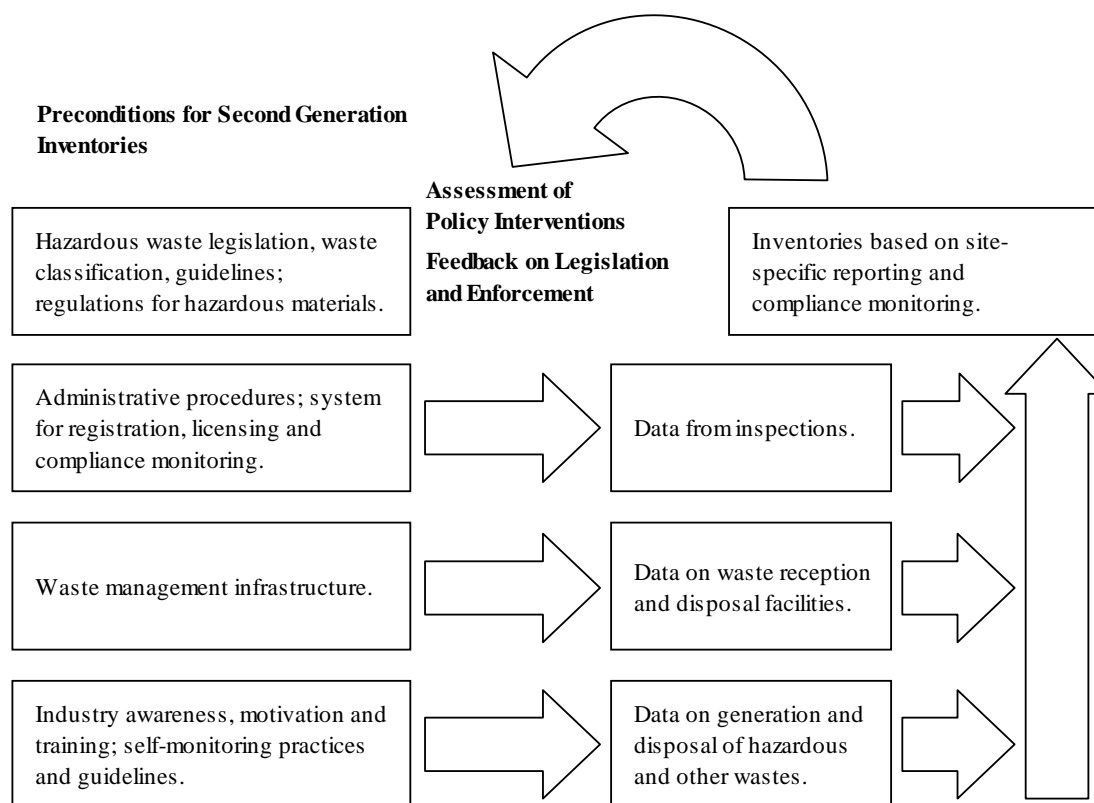 Preconditions for Second Generation
Inventories
Assessment of
Policy Interventions
Feedback on Legislation
and Enforcement
Hazardous waste legislation, waste
classification, guidelines;
regulations for hazardous materials.
Inventories based on site-
specific reporting and
compliance monitoring.
Administrative procedures; system
for registration, licensing and
compliance monitoring.
Data from inspections.
Waste management infrastructure.
Data on waste reception
and disposal facilities.
Industry awareness, motivation and
training; self-monitoring practices
and guidelines.
Data on generation and
disposal of hazardous
and other wastes.